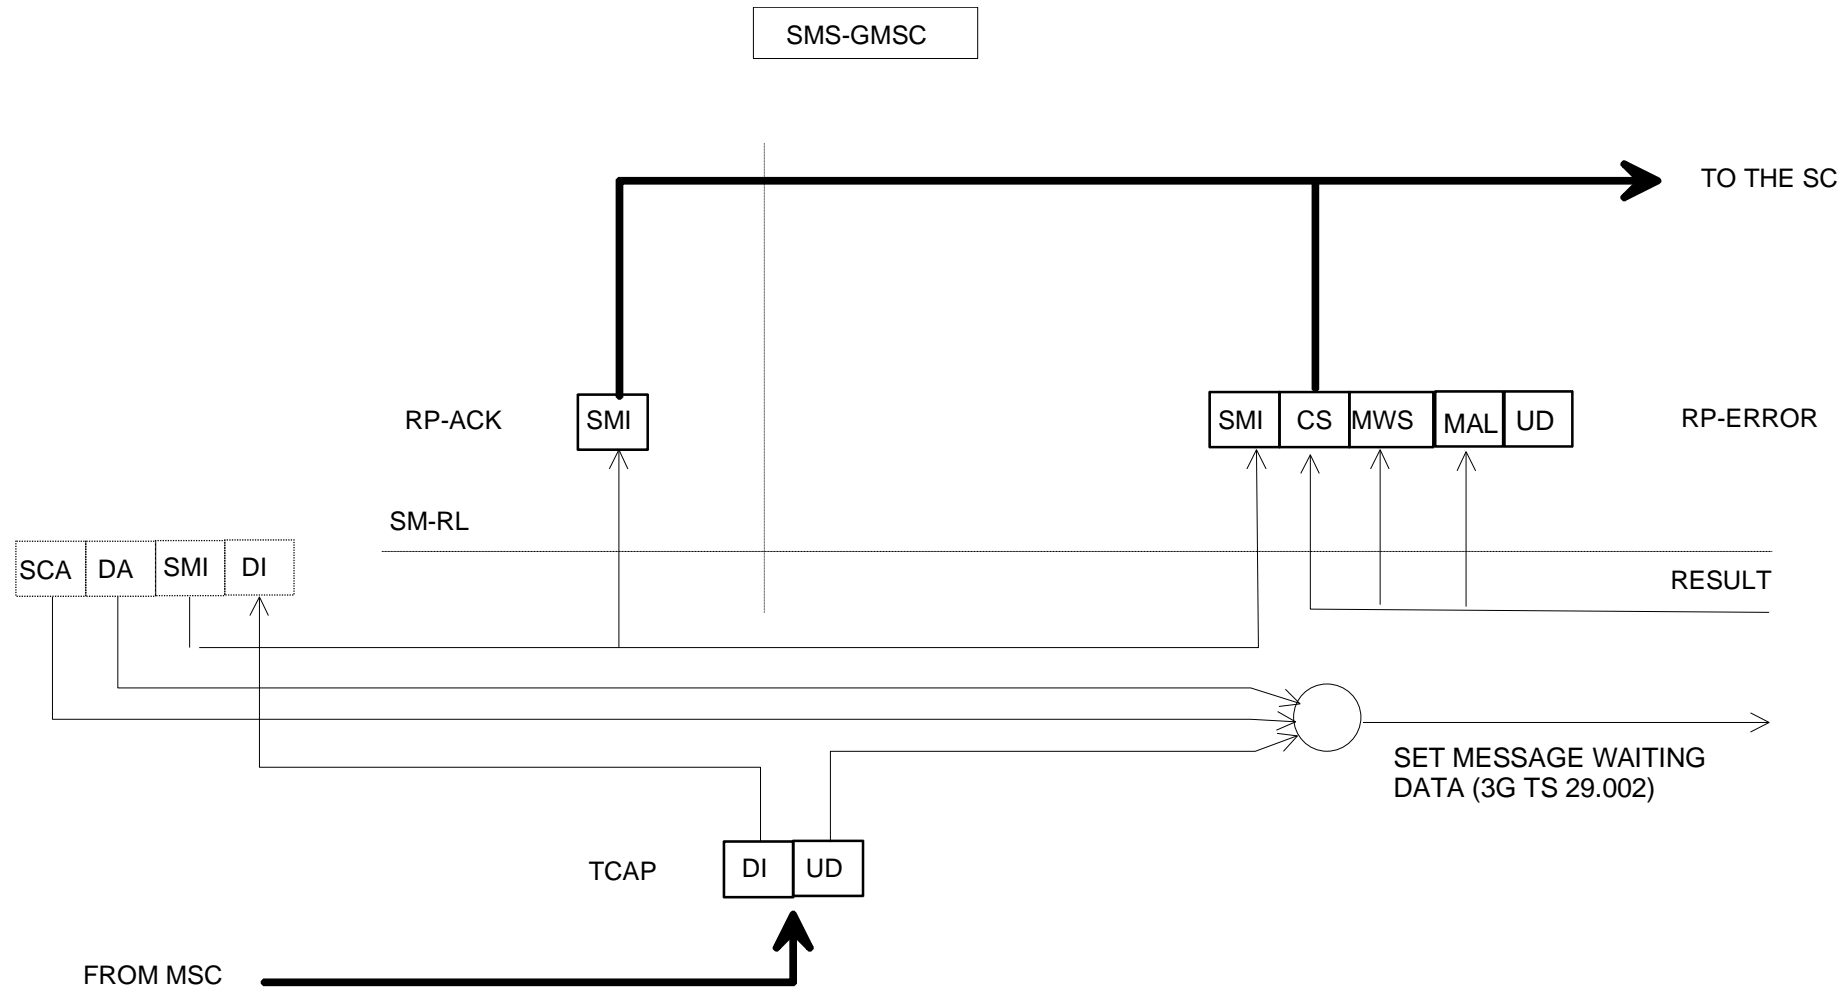 SMS-GMSC
TO THE SC
RP-ACK
SMI
SMI
CS
MWS
MAL
UD
RP-ERROR
SM-RL
SCA
DA
SMI
DI
RESULT
SET MESSAGE WAITING
DATA (3G TS 29.002)
TCAP
DI
UD
FROM MSC